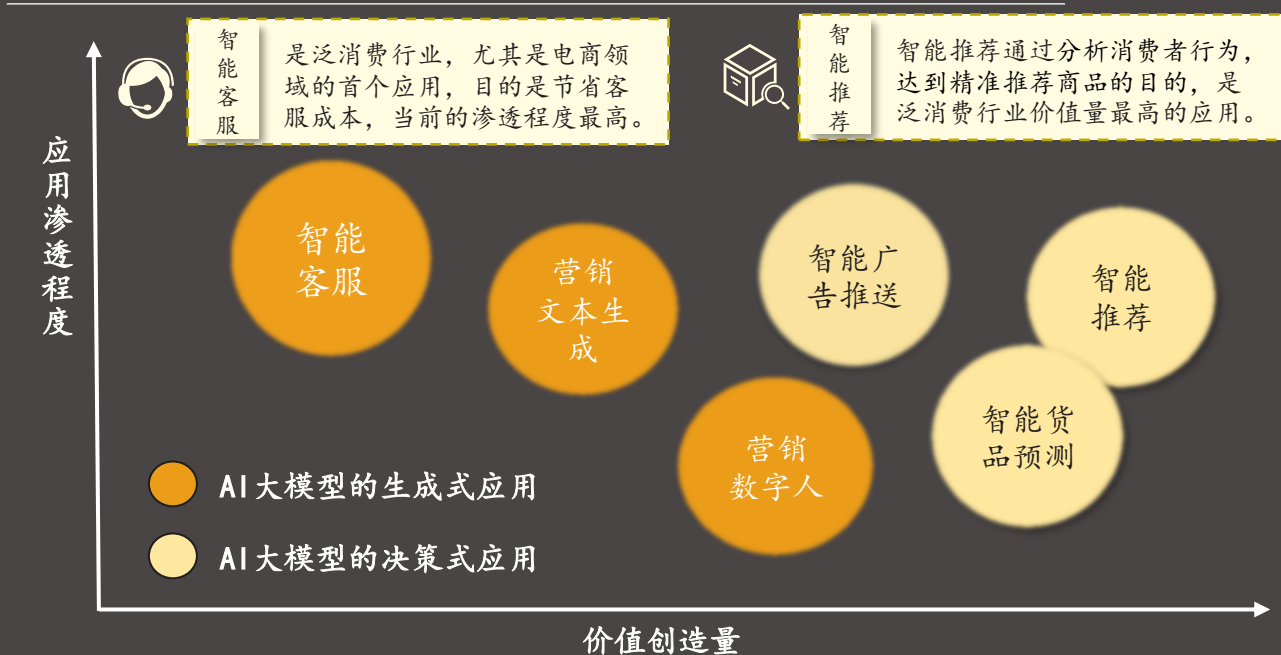 智
能
客
服
是泛消费行业，尤其是电商领
域的首个应用，目的是节省客
服成本，当前的渗透程度最高。
智
能
推
荐
智能推荐通过分析消费者行为，
达到精准推荐商品的目的，是
泛消费行业价值量最高的应用。
应
用
渗
透
程
度
智能
客服
营销
文本生
成
智能广
告推送
智能
推荐
营销
数字人
智能货
品预测
AI大模型的生成式应用
AI大模型的决策式应用
价值创造量